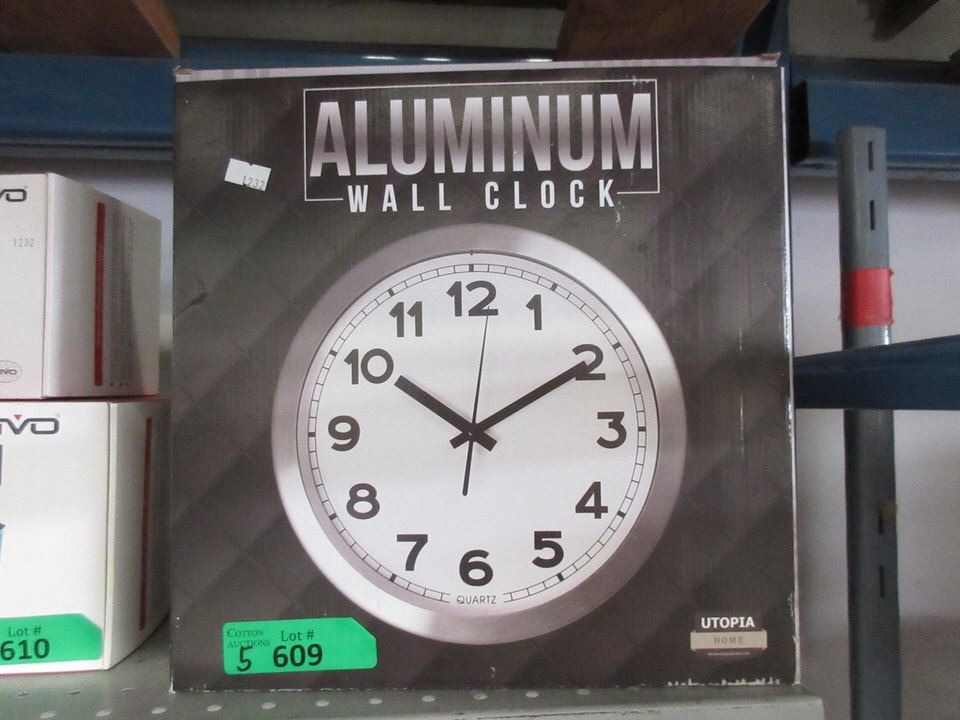 ALUMINUM
WALL CLOCK
1232
12
1
2
3
4
5
6
7
8
9
10
11
QUARTZ
UTOPIA
HOME
COTTON
AUCTIONS
Lot #
5 609
1232
Lot #
610